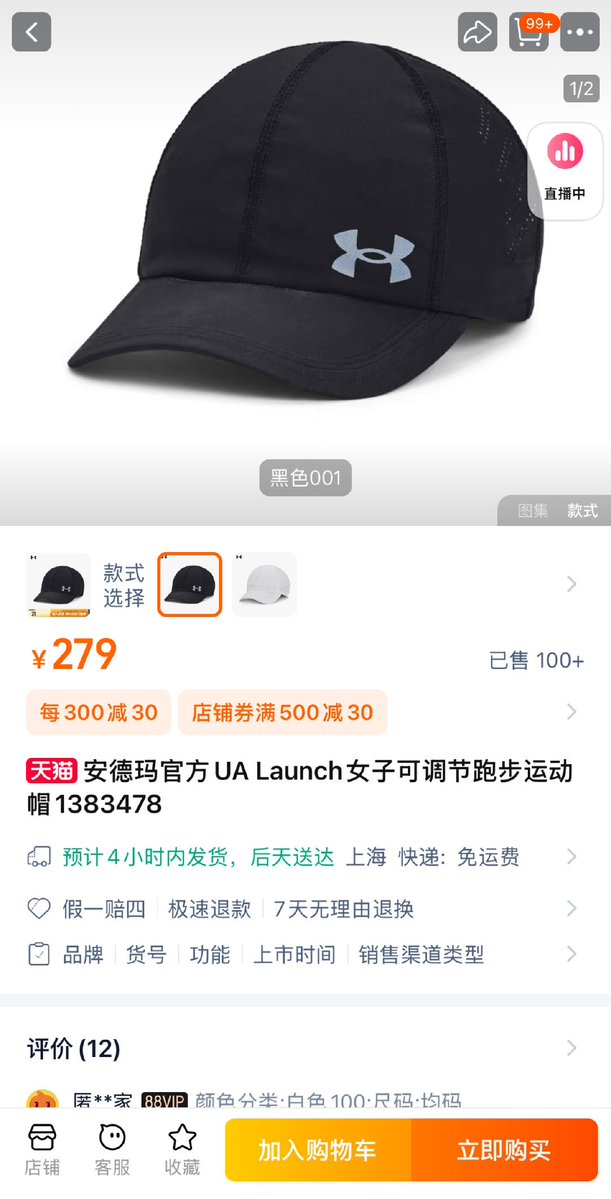 99+
1/2
直播中
黑色001
图集 款式
款式
选择
¥279
已售 100+
每300减30
店铺券满500减30
天猫 安德玛官方UA Launch女子可调节跑步运动
帽1383478
预计4小时内发货，后天送达 上海 快递: 免运费
假一赔四 极速退款 7天无理由退换
品牌 货号 功能 上市时间 销售渠道类型
评价 (12)
匿**家 88VIP 颜色分类:白色100;尺码:均码
店铺 客服 收藏 加入购物车 立即购买